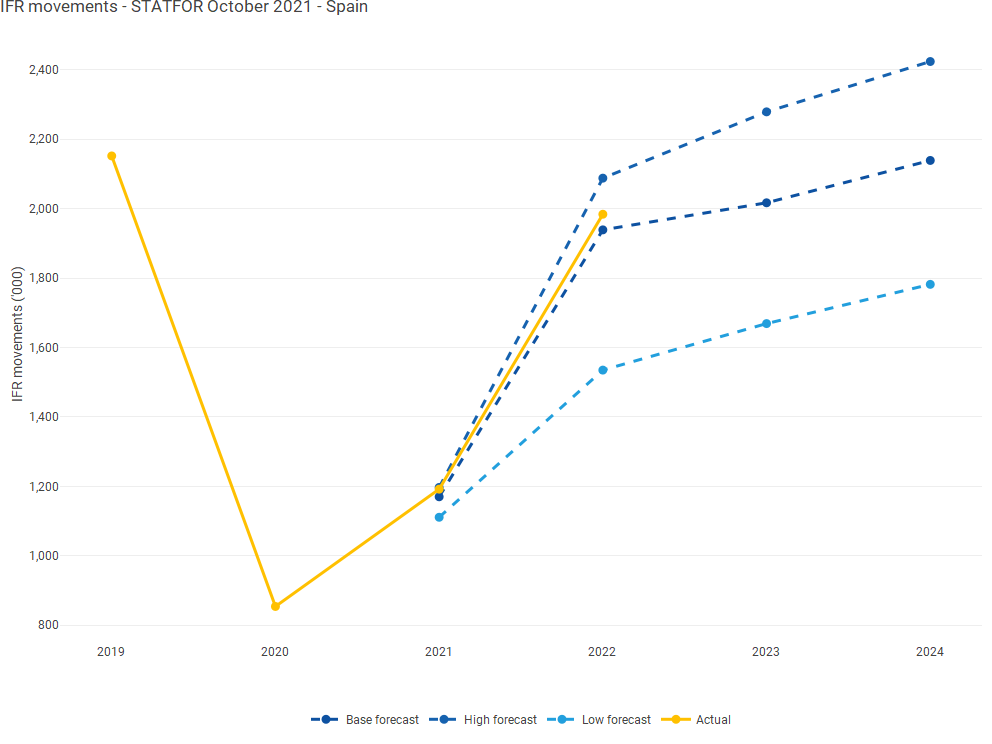 IFR movements - STATFOR October 2021 - Spain
IFR movements ('000)
2,400
2,200
2,000
1,800
1,600
1,400
1,200
1,000
800
2019 2020 2021 2022 2023 2024
Base forecast High forecast Low forecast Actual